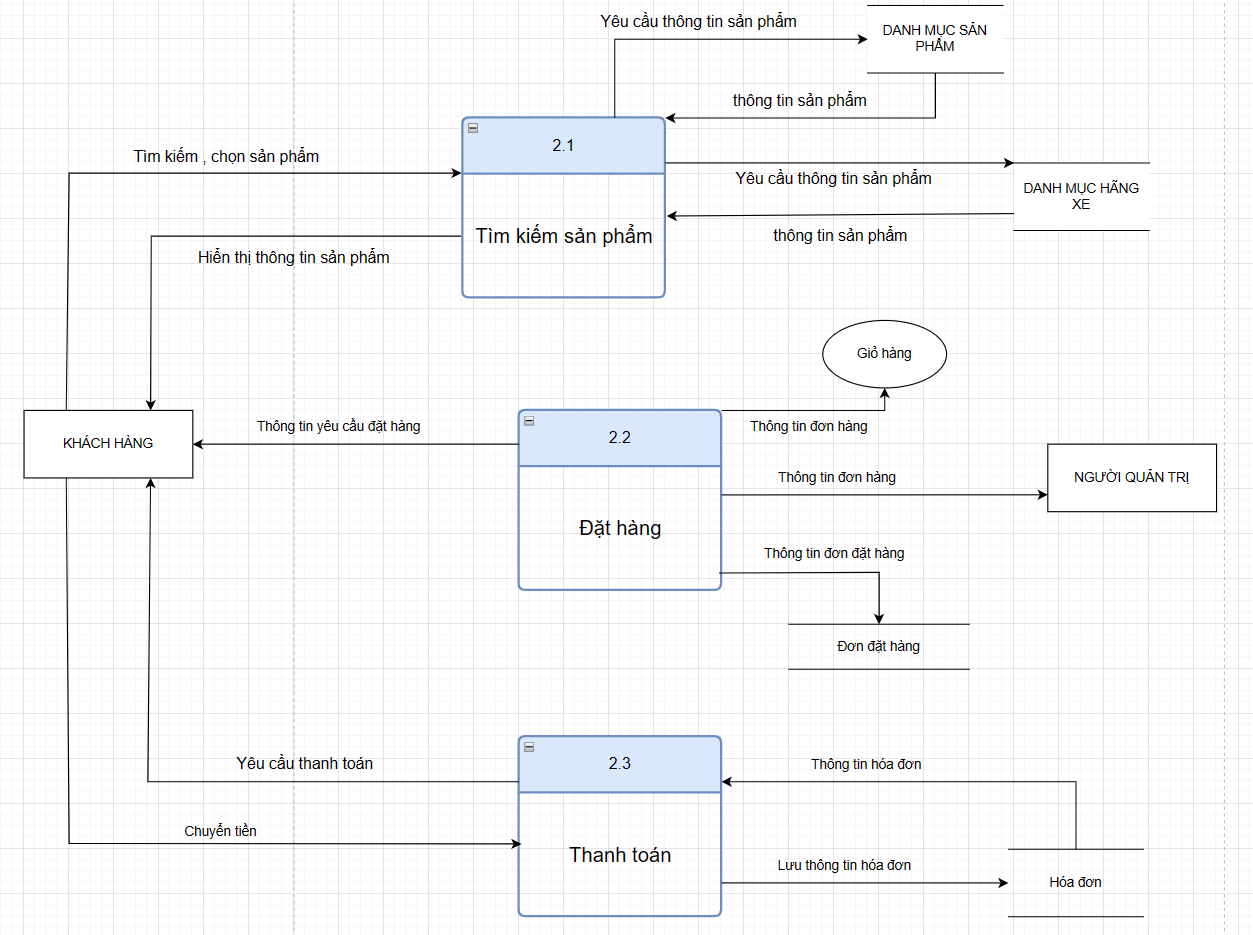 Yêu cầu thông tin sản phẩm
DANH MỤC SẢN
PHẨM
thông tin sản phẩm
2.1
Tìm kiếm , chọn sản phẩm
Yêu cầu thông tin sản phẩm
DANH MỤC HÃNG
XE
Tìm kiếm sản phẩm
thông tin sản phẩm
Hiển thị thông tin sản phẩm
Giỏ hàng
Thông tin yêu cầu đặt hàng
2.2
Thông tin đơn hàng
KHÁCH HÀNG
Thông tin đơn hàng
NGƯỜI QUẢN TRỊ
Đặt hàng
Thông tin đơn đặt hàng
Đơn đặt hàng
Yêu cầu thanh toán
2.3
Thông tin hóa đơn
Chuyển tiền
Thanh toán
Lưu thông tin hóa đơn
Hóa đơn